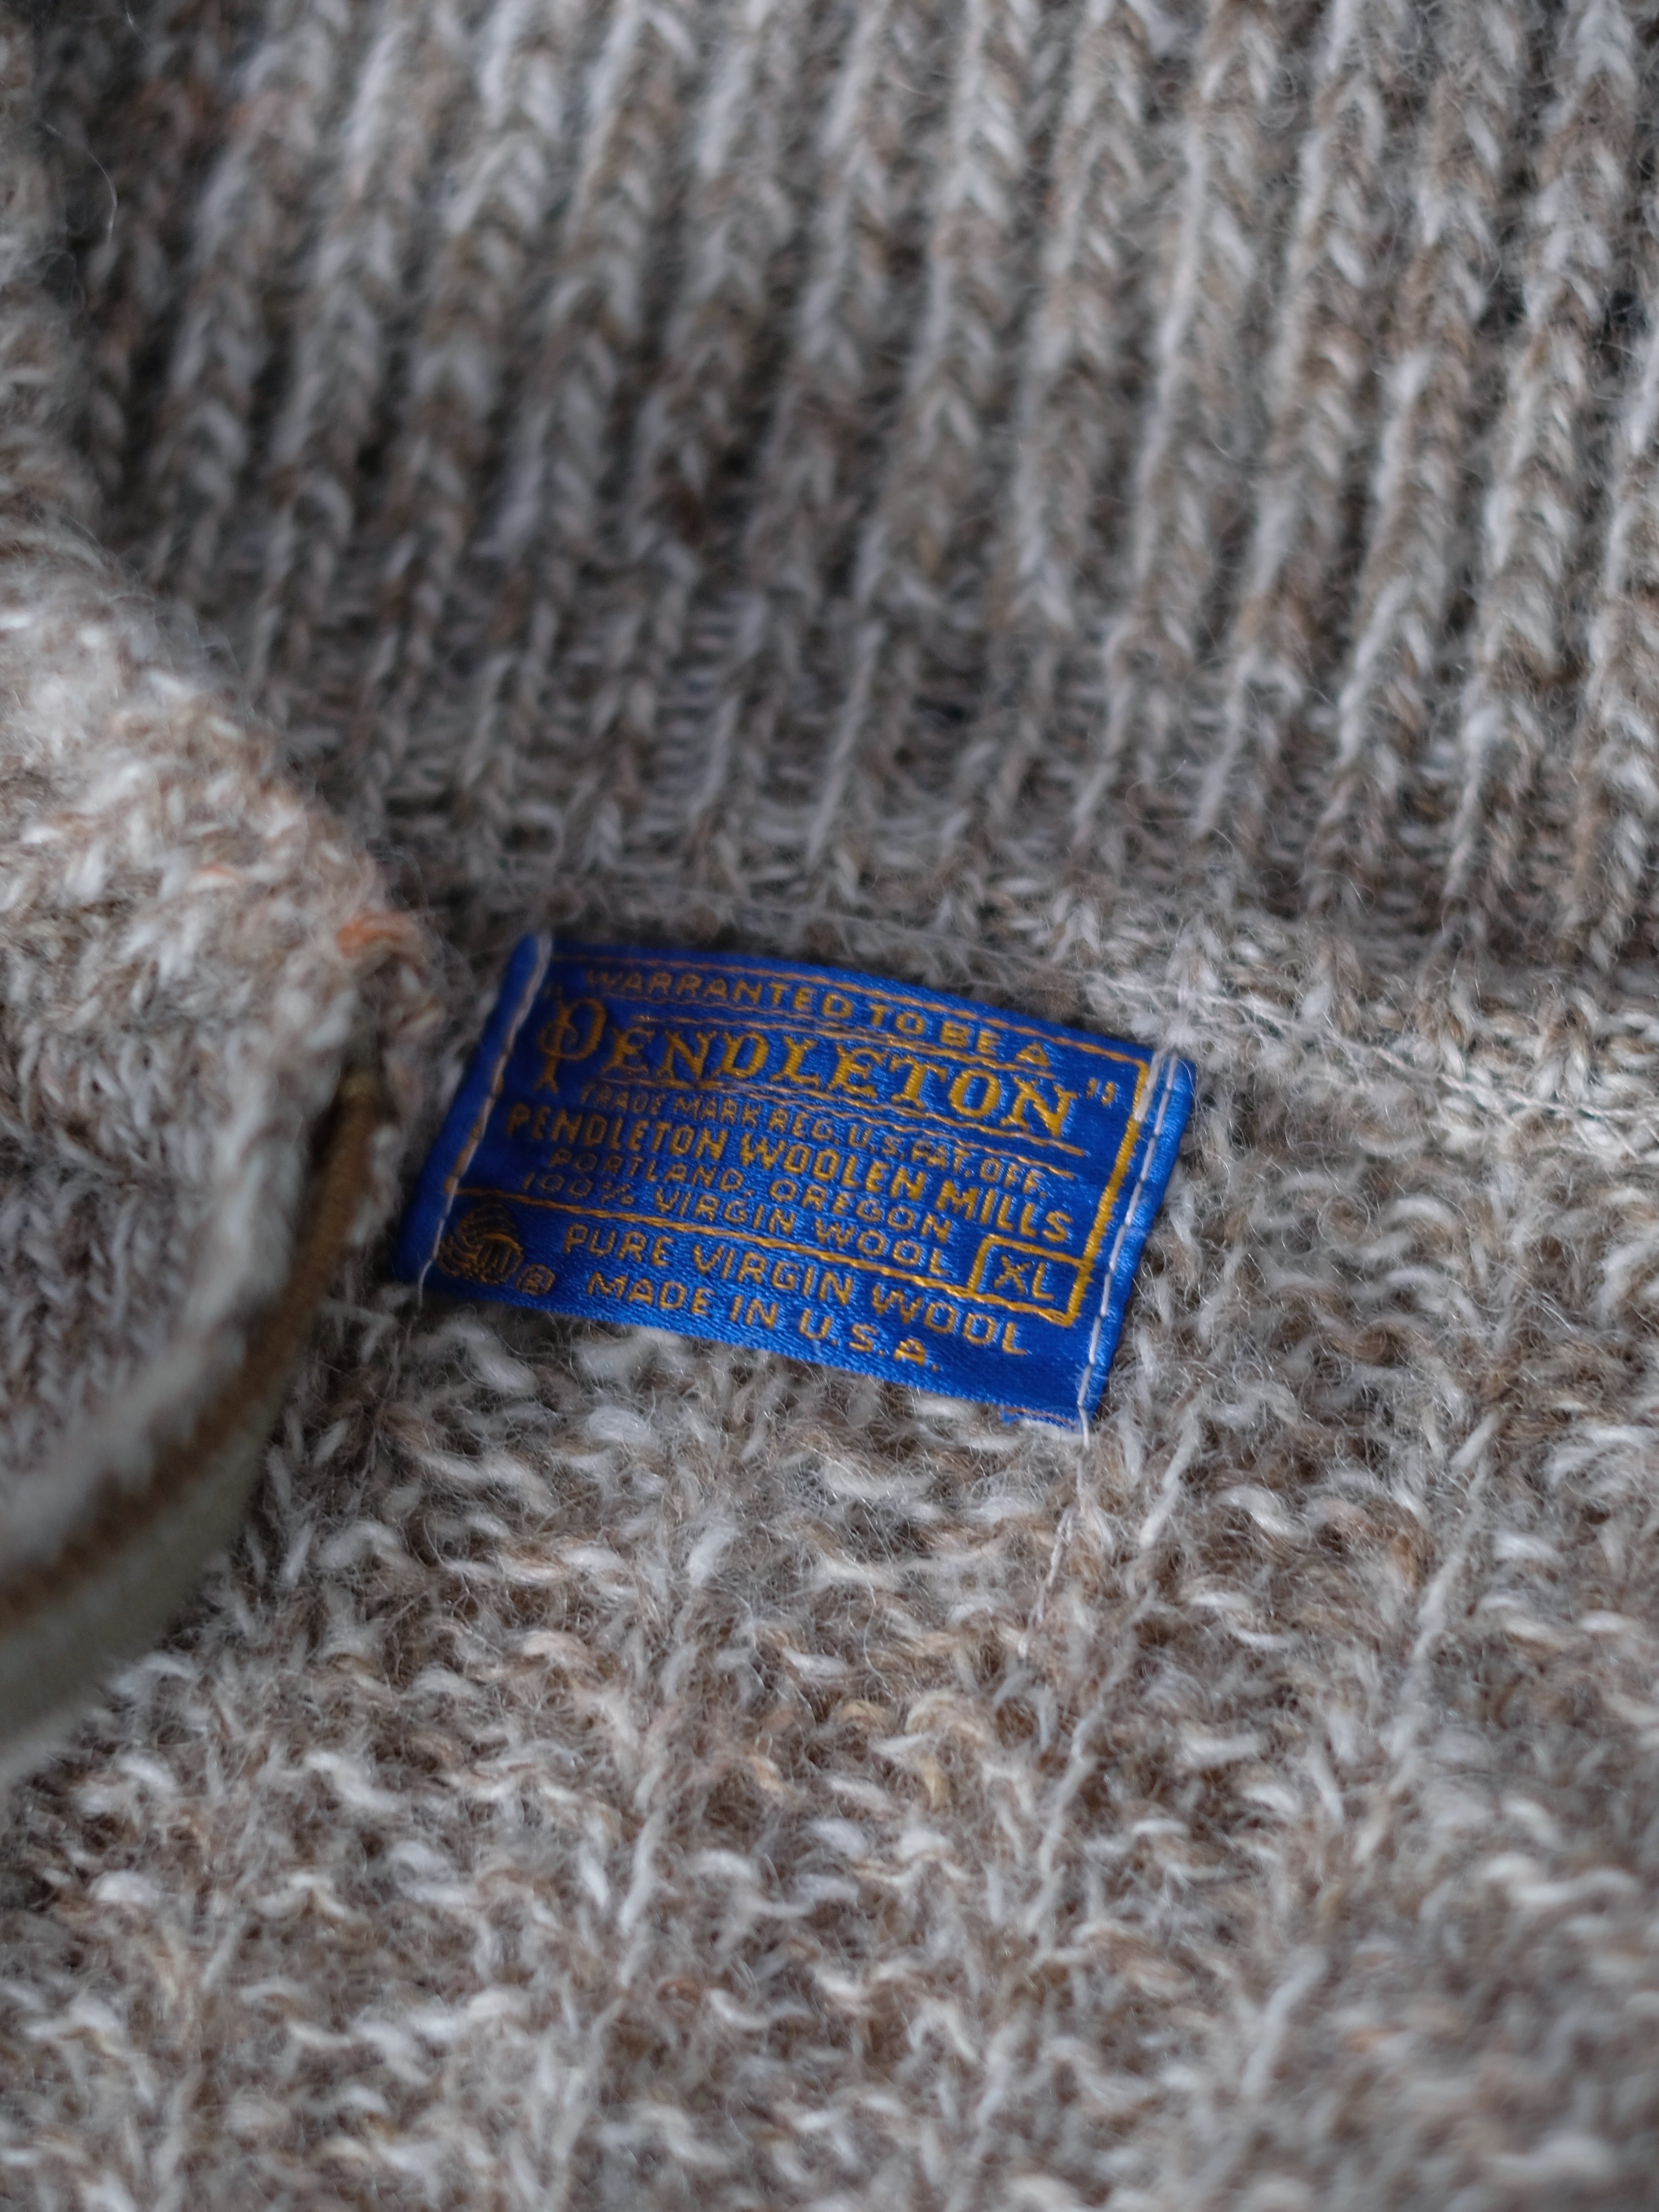 WARRANTED TO BE A
"PENDLETON"
TRADE MARK REG. U.S. PAT. OFF.
PENDLETON WOOLEN MILLS
PORTLAND, OREGON
100% VIRGIN WOOL
XL
PURE VIRGIN WOOL
® MADE IN U.S.A.